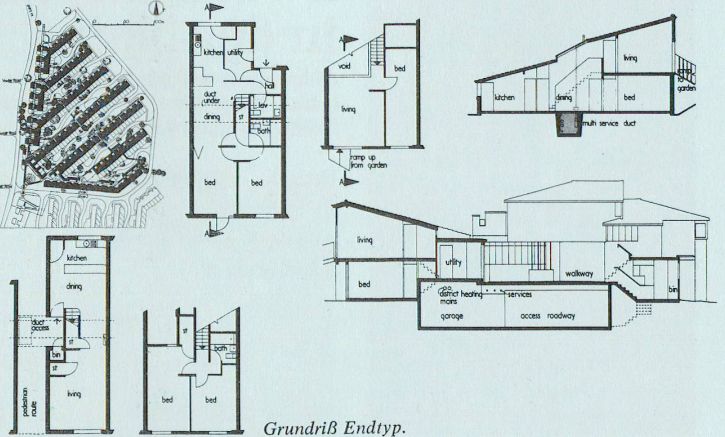 A
kitchen
utility
hall
duct
under
dining
st
lav
bath
bed
bed
A
A
void
bed
living
ramp up
from garden
A
living
kitchen
dining
bed
garden
multi service duct
living
utility
bed
walkway
bin
district heating
mains
services
garage
access roadway
kitchen
dining
duct
access
st
bin
st
living
pedestrian
route
st
bath
bed
bed
Grundriß Endtyp.